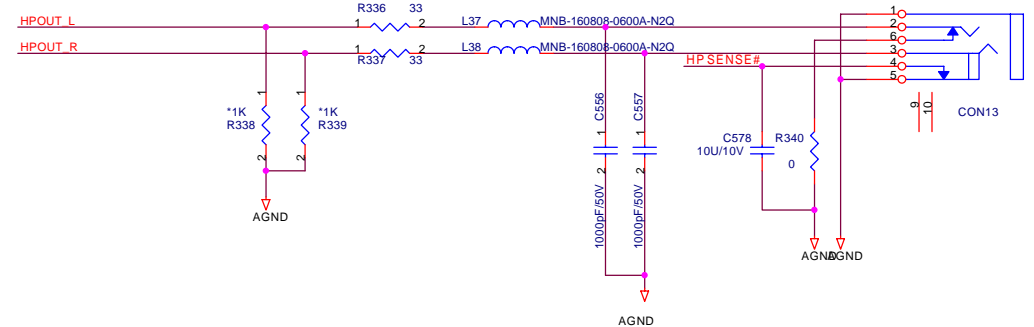 R336 33
HPOUT_L
1 2
L37 MNB-160808-0600A-N2Q
HPOUT_R
1 2
L38 MNB-160808-0600A-N2Q
R337 33
HPSENSE#
1
2
6
3
4
5
9
10
CON13
1
*1K
R338
2
1
*1K
R339
2
AGND
C556
1
2
1000pF/50V
C557
1
2
1000pF/50V
AGND
C578
10U/10V
R340
0
AGND
AGND